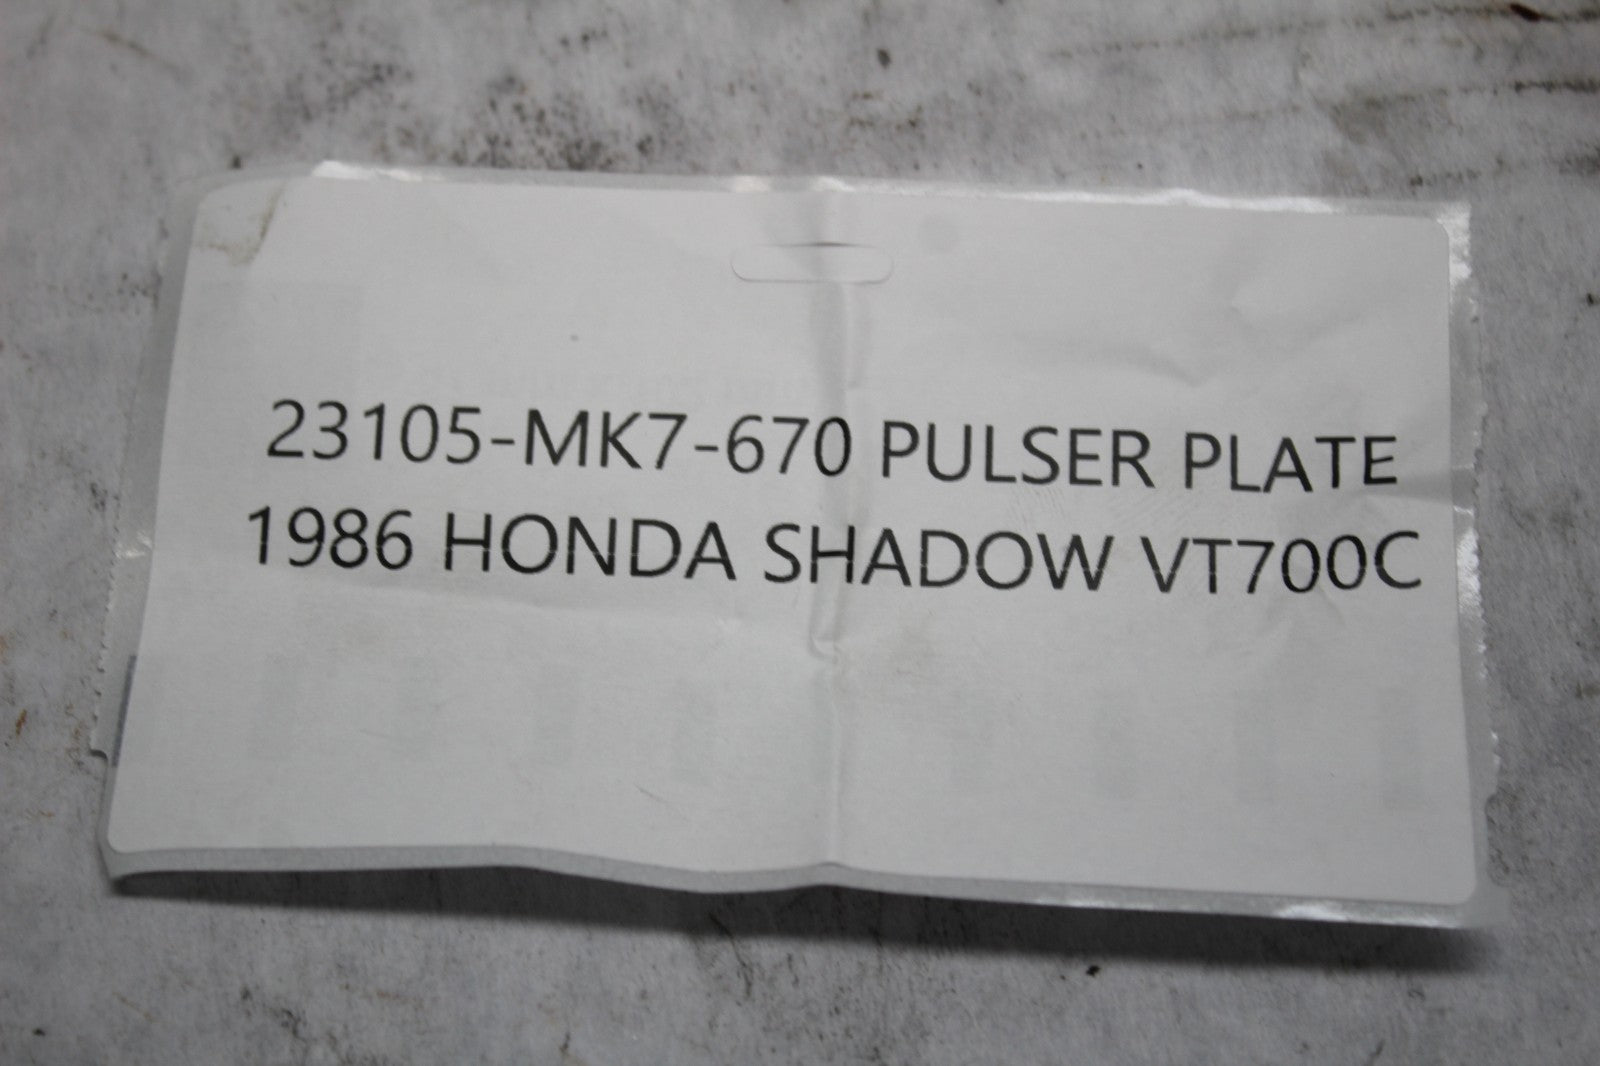 23105-MK7-670 PULSER PLATE
1986 HONDA SHADOW VT700C